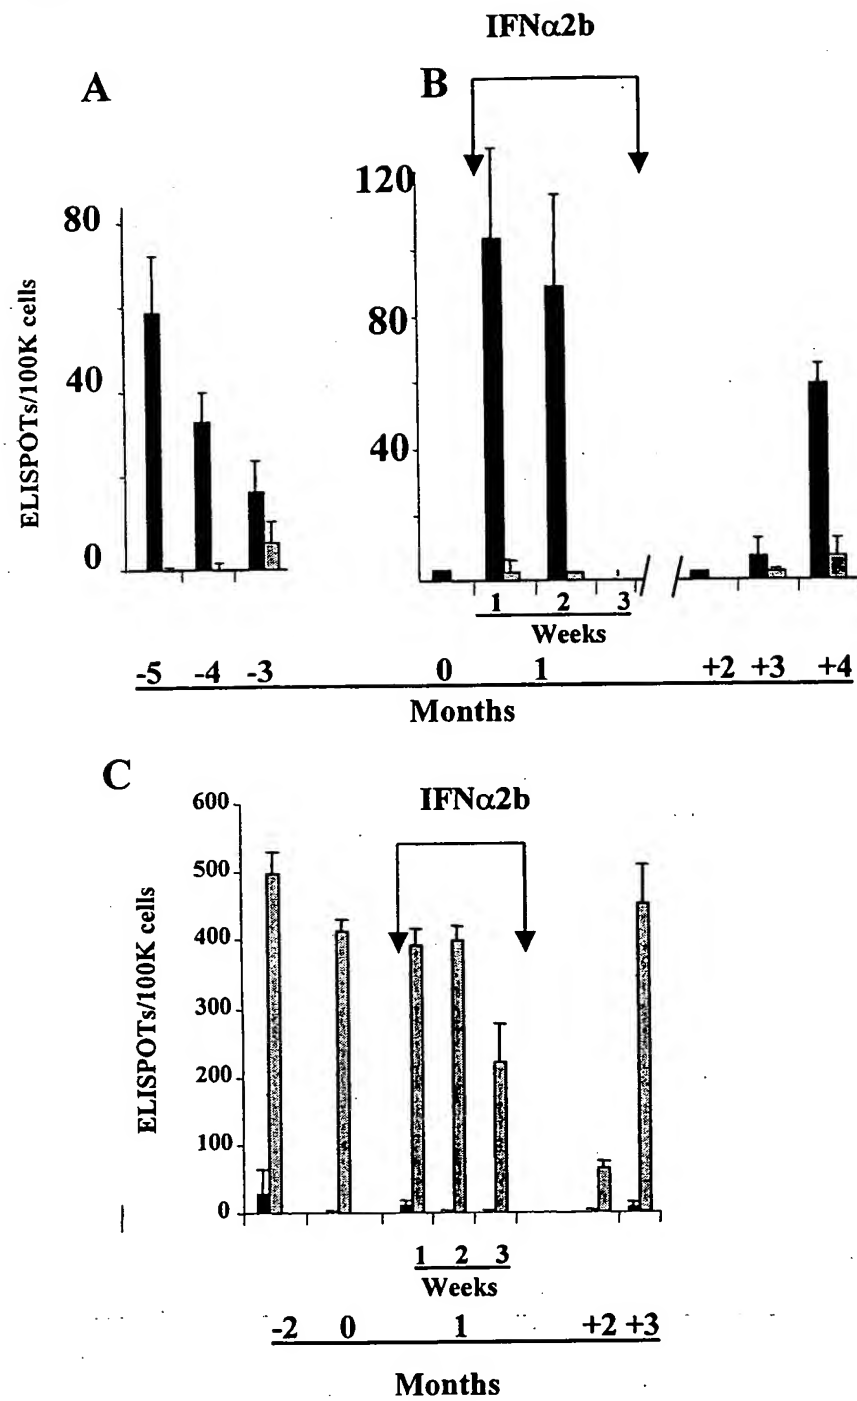 IFNα2b
A
B
ELISPOTs/100K cells
80
40
0
120
80
40
1 2 3
Weeks
-5 -4 -3 0 1 +2 +3 +4
Months
C
IFNα2b
ELISPOTs/100K cells
600
500
400
300
200
100
0
1 2 3
Weeks
-2 0 1 +2 +3
Months